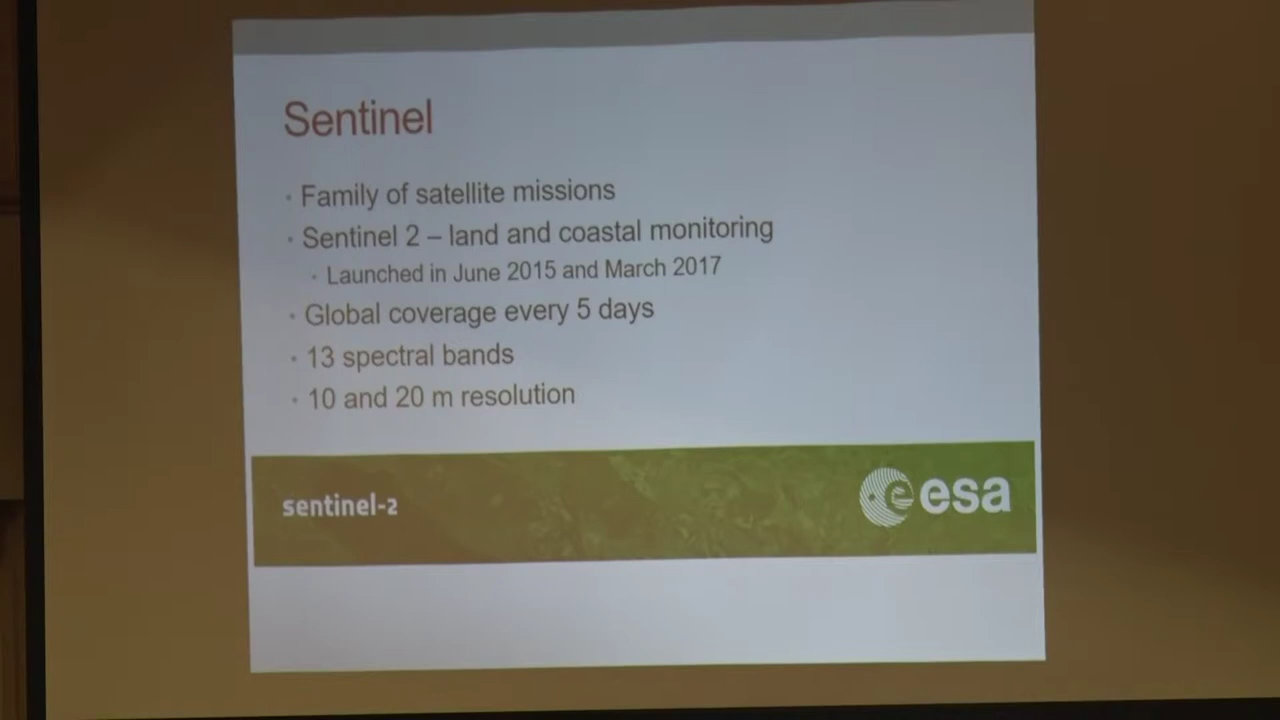 Sentinel
• Family of satellite missions
• Sentinel 2 – land and coastal monitoring
• Launched in June 2015 and March 2017
• Global coverage every 5 days
• 13 spectral bands
• 10 and 20 m resolution
sentinel-2
esa